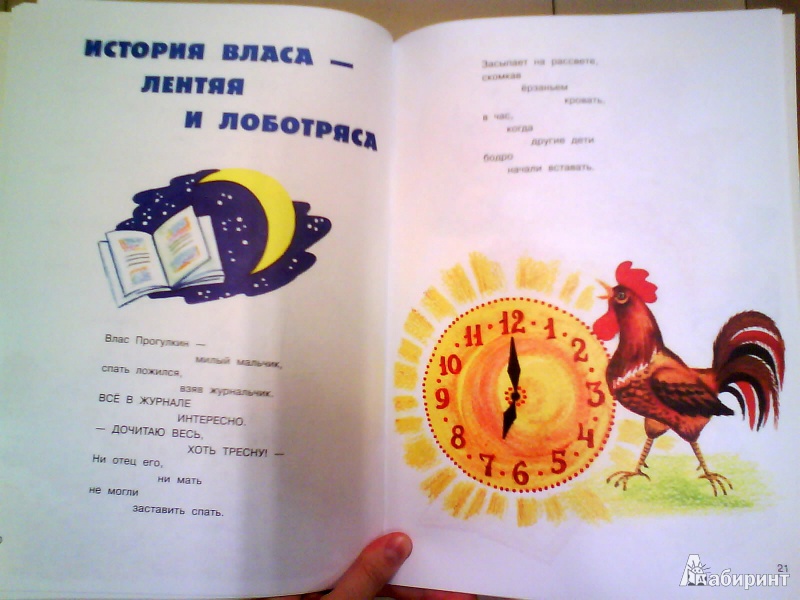 ИСТОРИЯ ВЛАСА —
ЛЕНТЯЯ
И ЛОБОТРЯСА
Влас Прогулкин —
милый мальчик,
спать ложился,
взяв журнальчик.
ВСЁ В ЖУРНАЛЕ
ИНТЕРЕСНО.
— ДОЧИТАЮ ВЕСЬ,
ХОТЬ ТРЕСНУ! —
Ни отец его,
ни мать
не могли
заставить спать.
Засыпает на рассвете,
скомкав
ёрзаньем
кровать,
в час,
когда
другие дети
бодро
начали вставать.
11 12 1
10 2
9 3
8 4
7 6 5
21
Лабиринт